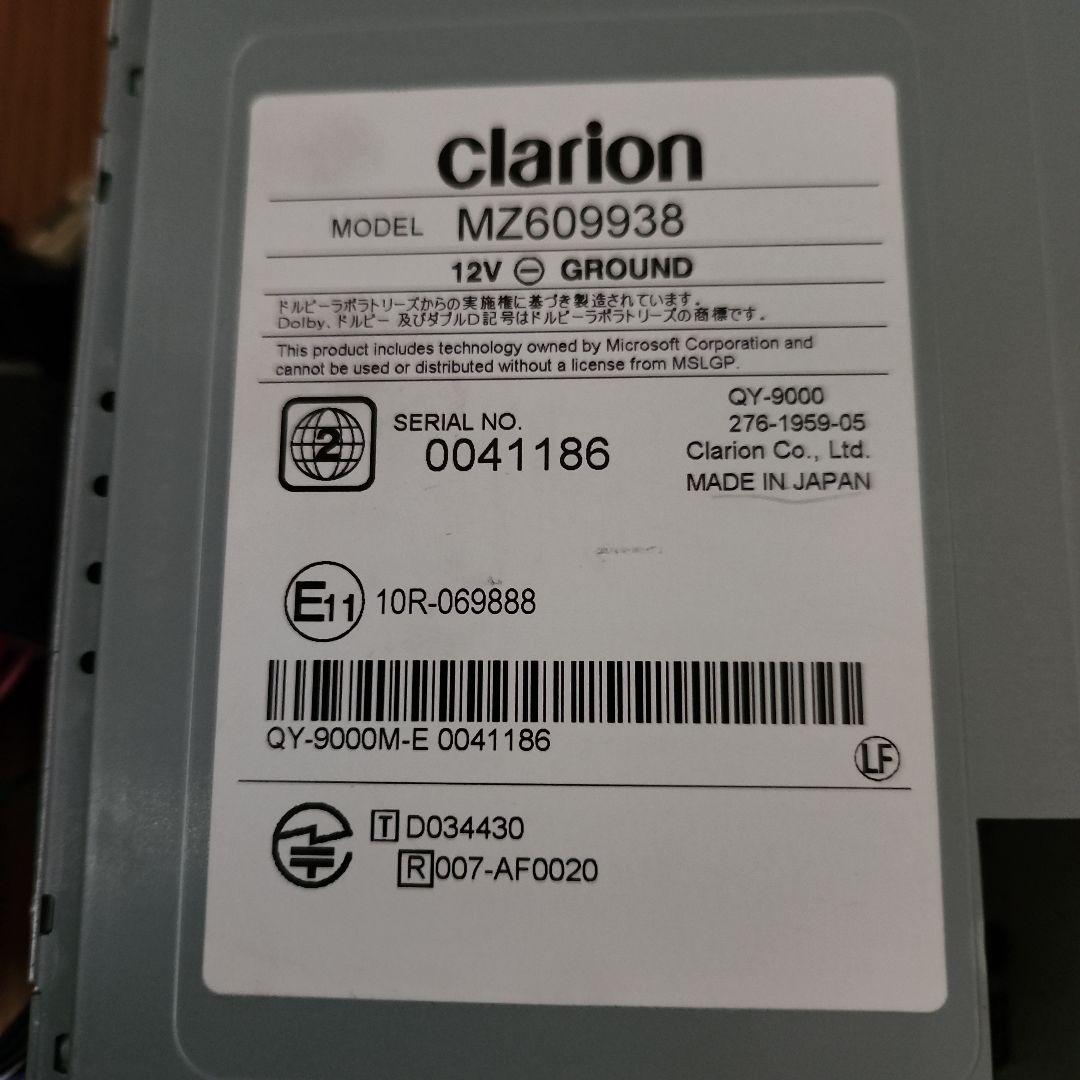 clarion
MODEL MZ609938
12V ⊖ GROUND
ドルビーラボラトリーズからの実施権に基づき製造されています。
Dolby、ドルビー 及びダブルD記号はドルビーラボラトリーズの商標です。
This product includes technology owned by Microsoft Corporation and
cannot be used or distributed without a license from MSLGP.
2
SERIAL NO.
0041186
QY-9000
276-1959-05
Clarion Co., Ltd.
MADE IN JAPAN
E11 10R-069888
QY-9000M-E 0041186
LF
T D034430
R 007-AF0020